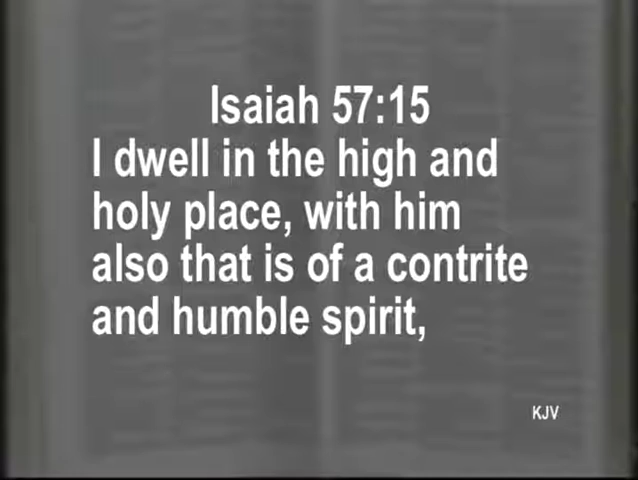 Isaiah 57:15
I dwell in the high and
holy place, with him
also that is of a contrite
and humble spirit,
KJV